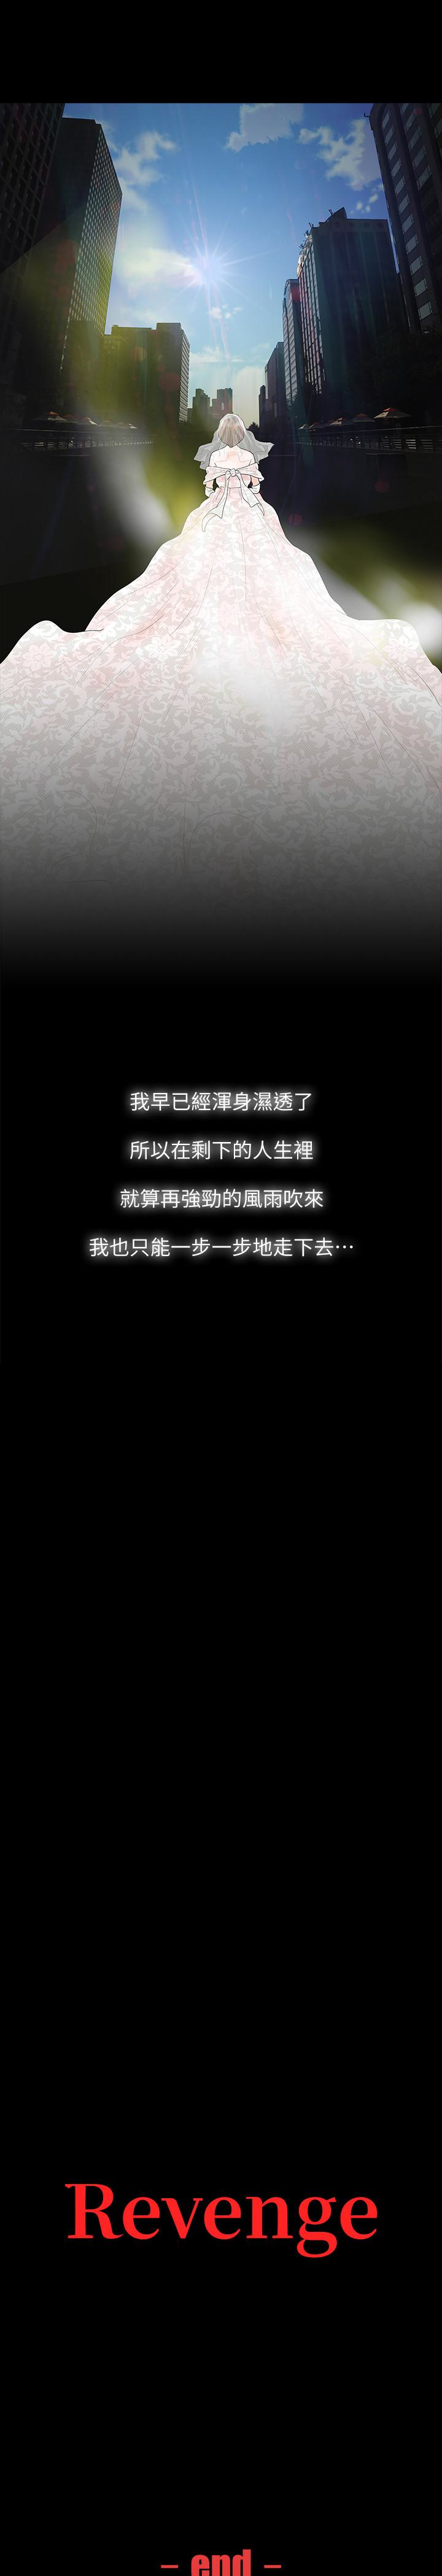 我早已經渾身濕透了
所以在剩下的人生裡
就算再強勁的風雨吹來
我也只能一步一步地走下去…
Revenge
– end –